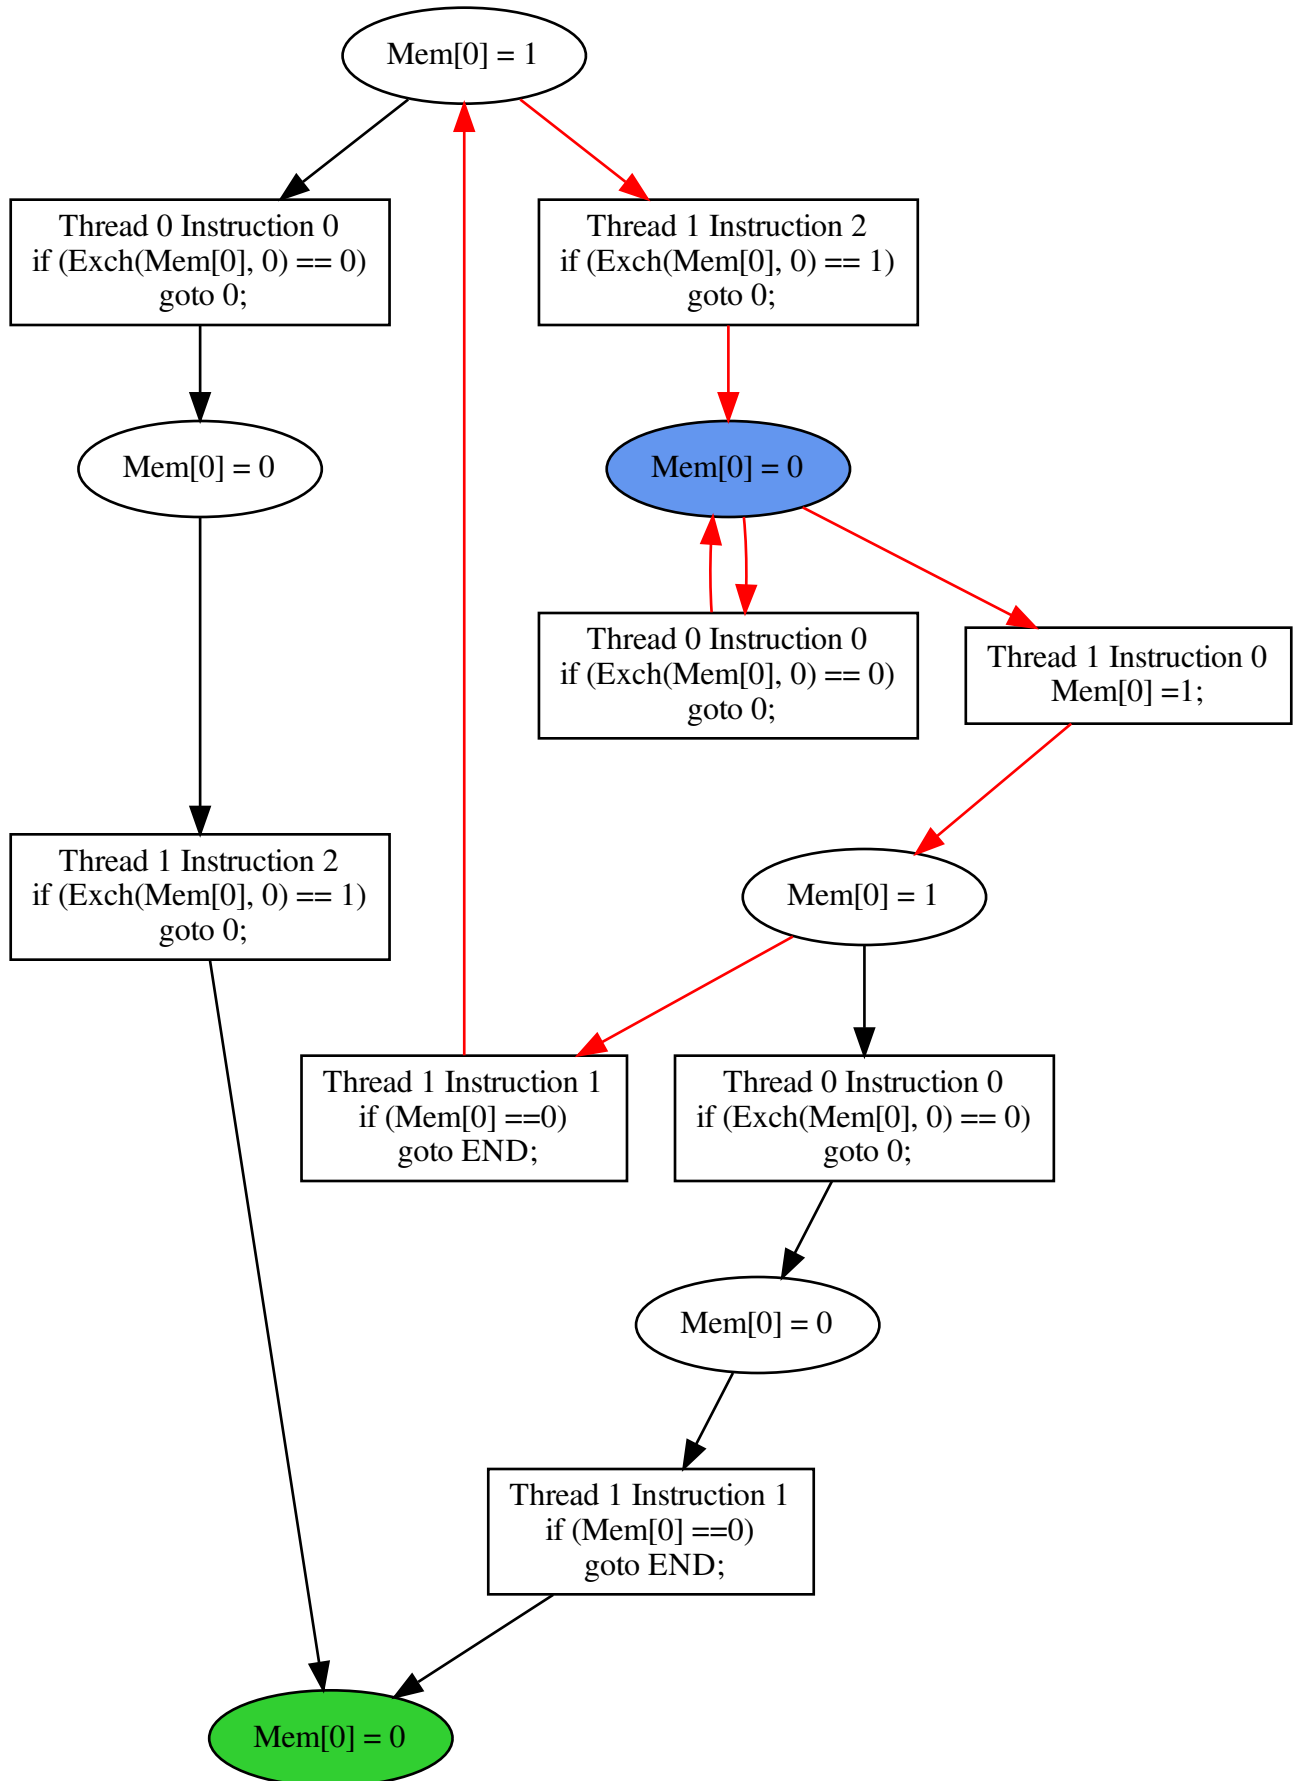 Mem[0] = 1
Thread 0 Instruction 0
if (Exch(Mem[0], 0) == 0)
goto 0;
Thread 1 Instruction 2
if (Exch(Mem[0], 0) == 1)
goto 0;
Mem[0] = 0
Mem[0] = 0
Thread 0 Instruction 0
if (Exch(Mem[0], 0) == 0)
goto 0;
Thread 1 Instruction 0
Mem[0] =1;
Thread 1 Instruction 2
if (Exch(Mem[0], 0) == 1)
goto 0;
Mem[0] = 1
Thread 1 Instruction 1
if (Mem[0] ==0)
goto END;
Thread 0 Instruction 0
if (Exch(Mem[0], 0) == 0)
goto 0;
Mem[0] = 0
Thread 1 Instruction 1
if (Mem[0] ==0)
goto END;
Mem[0] = 0